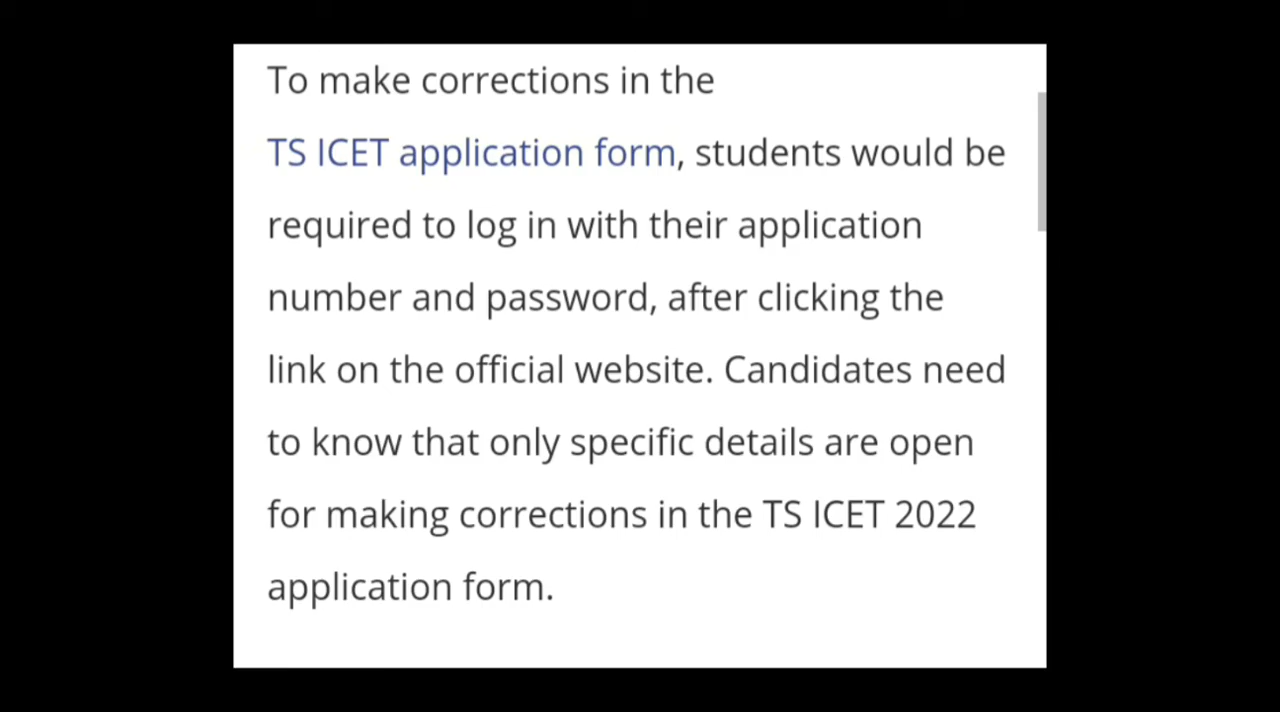 To make corrections in the
TS ICET application form, students would be
required to log in with their application
number and password, after clicking the
link on the official website. Candidates need
to know that only specific details are open
for making corrections in the TS ICET 2022
application form.